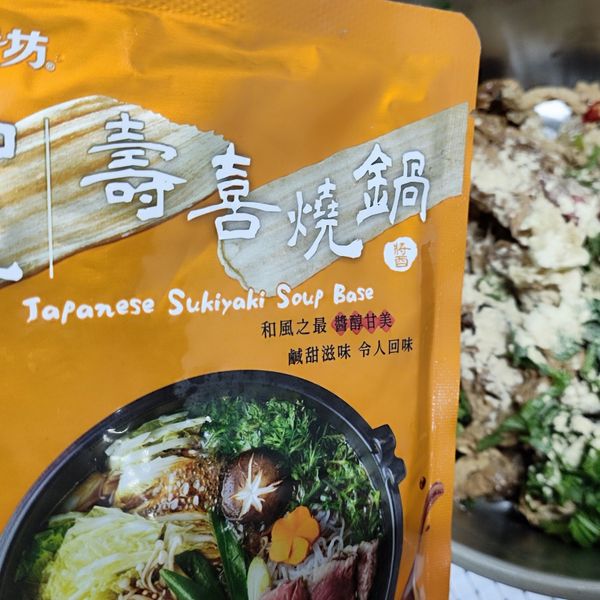 坊®
壽喜燒鍋
醬
Japanese Sukiyaki Soup Base
和風之最 醬醇甘美
鹹甜滋味 令人回味